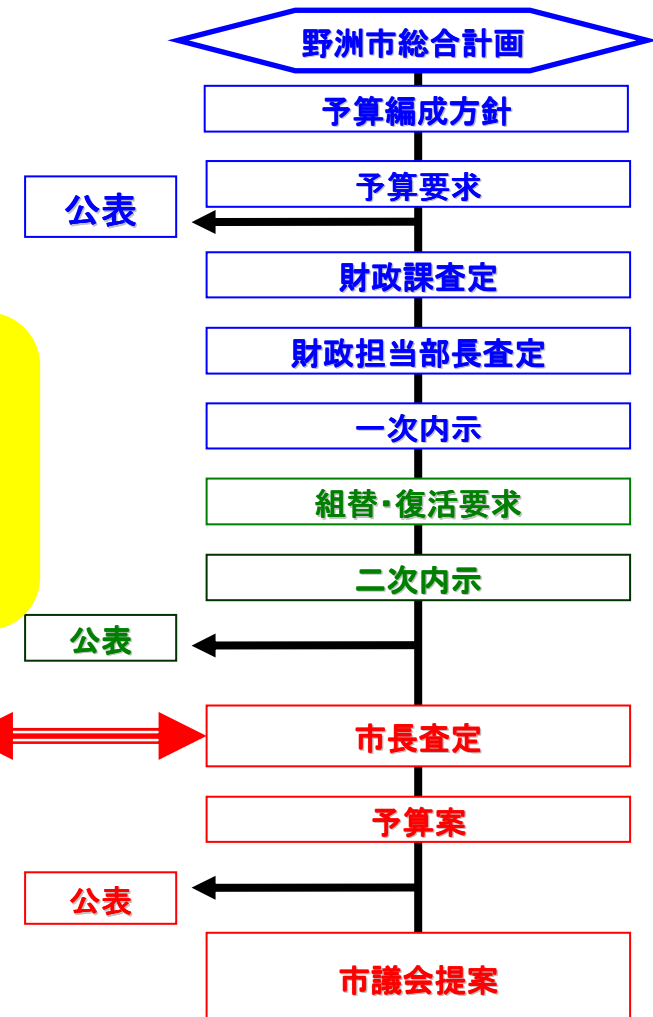 野洲市総合計画
予算編成方針
予算要求
公表
財政課査定
財政担当部長査定
一次内示
組替・復活要求
二次内示
公表
市長査定
予算案
公表
市議会提案